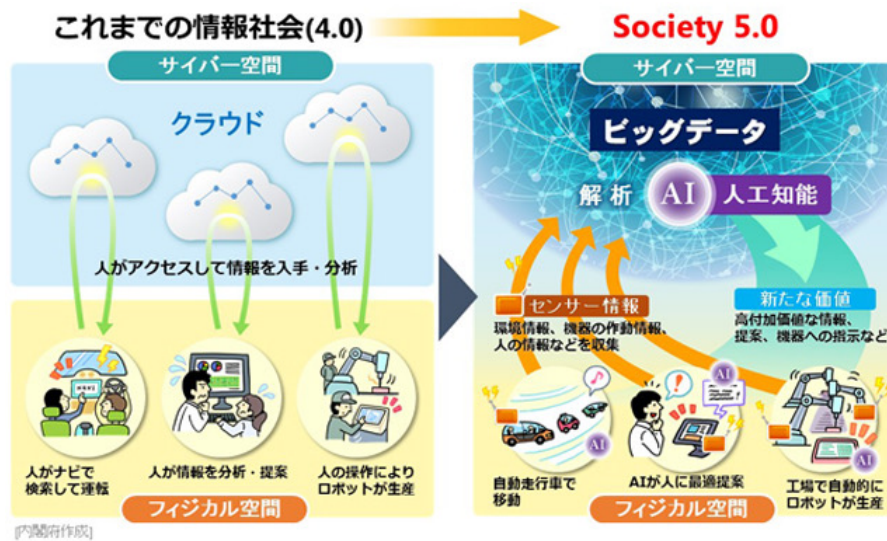 これまでの情報社会(4.0)
Society 5.0
サイバー空間
クラウド
人がアクセスして情報を入手・分析
人がナビで
検索して運転
人が情報を分析・提案
人の操作により
ロボットが生産
フィジカル空間
サイバー空間
ビッグデータ
解析
AI
人工知能
センサー情報
環境情報、機器の作動情報、
人の情報などを収集
新たな価値
高付加価値な情報、
提案、機器への指示など
AI
AI
AI
自動走行車で
移動
AIが人に最適提案
工場で自動的に
ロボットが生産
フィジカル空間
[内閣府作成]